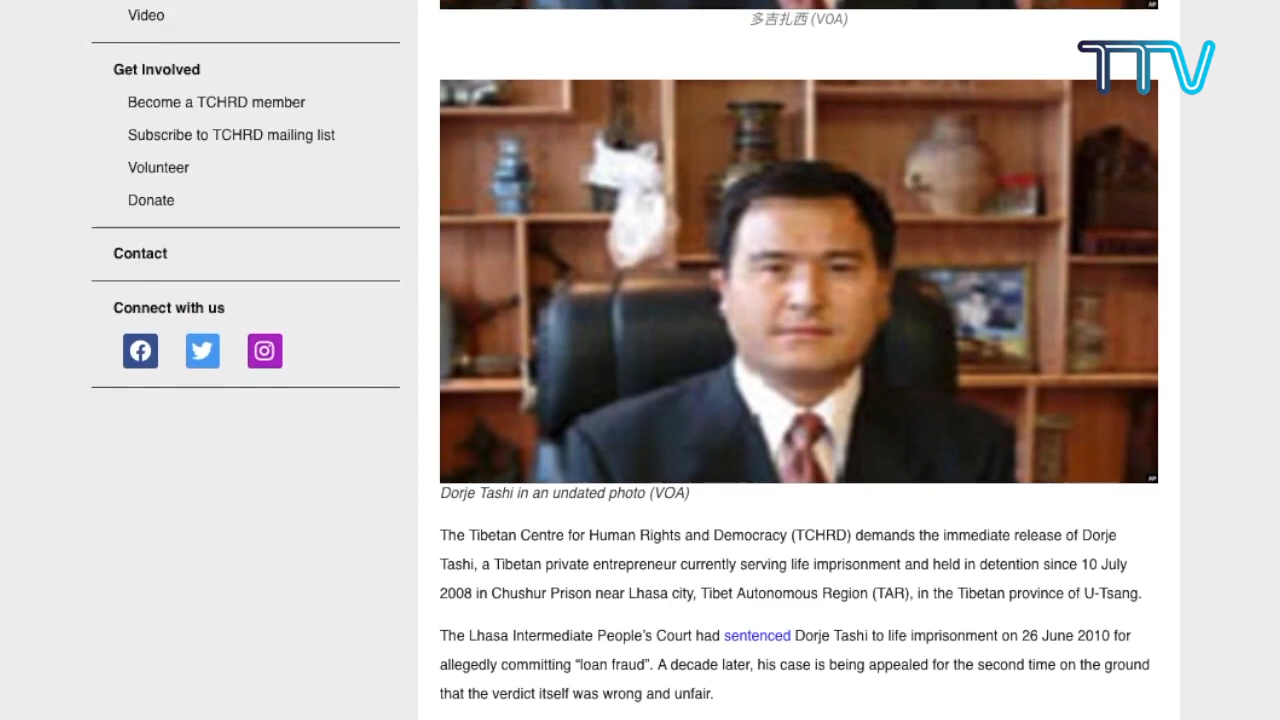 Video
Get Involved
Become a TCHRD member
Subscribe to TCHRD mailing list
Volunteer
Donate
Contact
Connect with us
多吉扎西 (VOA)
TTV
AP
AP
Dorje Tashi in an undated photo (VOA)
The Tibetan Centre for Human Rights and Democracy (TCHRD) demands the immediate release of Dorje
Tashi, a Tibetan private entrepreneur currently serving life imprisonment and held in detention since 10 July
2008 in Chushur Prison near Lhasa city, Tibet Autonomous Region (TAR), in the Tibetan province of U-Tsang.
The Lhasa Intermediate People’s Court had sentenced Dorje Tashi to life imprisonment on 26 June 2010 for
allegedly committing “loan fraud”. A decade later, his case is being appealed for the second time on the ground
that the verdict itself was wrong and unfair.